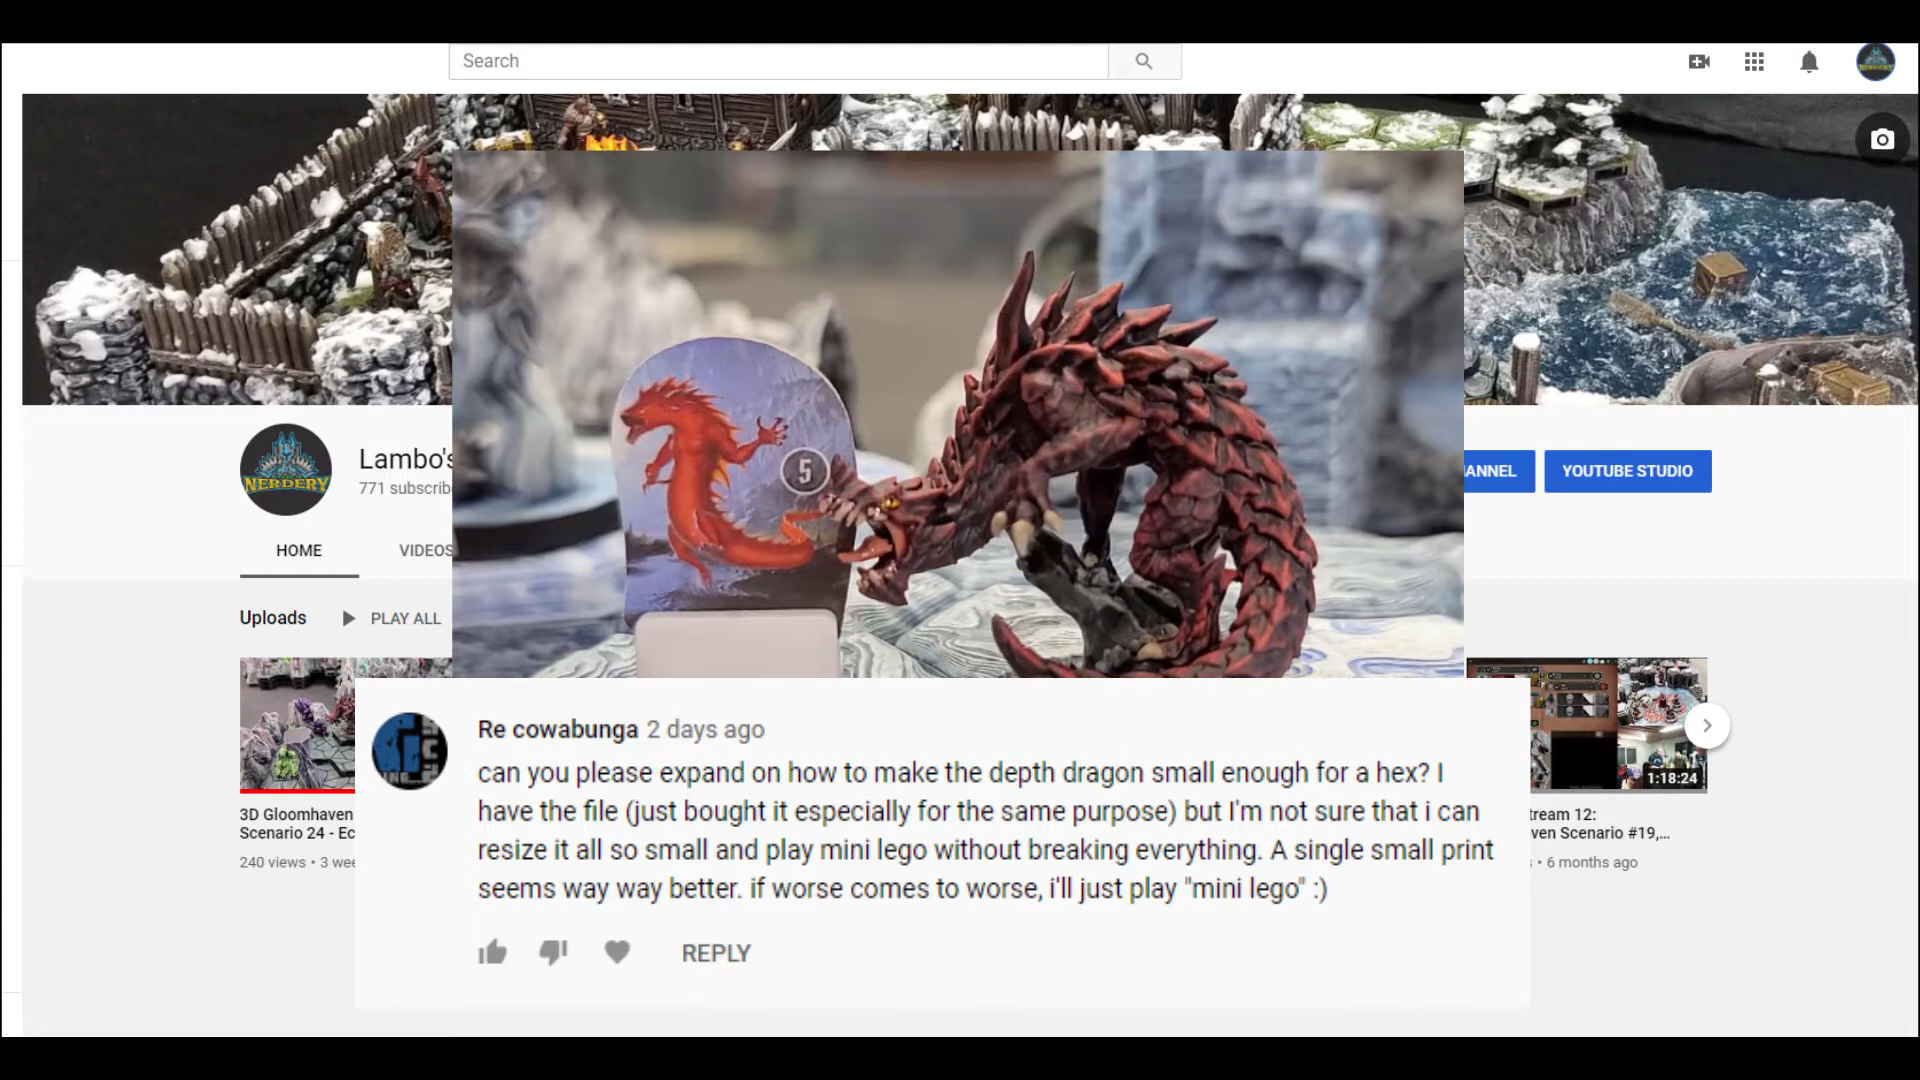 Search
5
NERDERY
Lambo's
771 subscrib
ANNEL
YOUTUBE STUDIO
HOME
VIDEOS
Uploads
PLAY ALL
1:18:24
3D Gloomhaven
Scenario 24 - Ec
240 views • 3 wee
tream 12:
ven Scenario #19,...
s • 6 months ago
Re cowabunga 2 days ago
can you please expand on how to make the depth dragon small enough for a hex? I
have the file (just bought it especially for the same purpose) but I'm not sure that i can
resize it all so small and play mini lego without breaking everything. A single small print
seems way way better. if worse comes to worse, i'll just play "mini lego" :)
REPLY